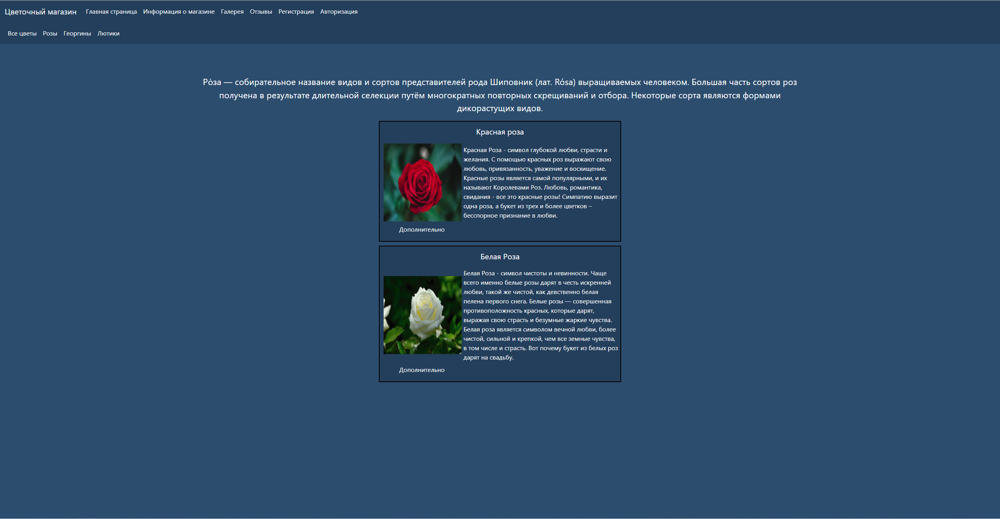 Цветочный магазин Главная страница Информация о магазине Галерея Отзывы Регистрация Авторизация
Все цветы Розы Георгины Лютики
Ро́за — собирательное название видов и сортов представителей рода Шиповник (лат. Rósa) выращиваемых человеком. Большая часть сортов роз
получена в результате длительной селекции путём многократных повторных скрещиваний и отбора. Некоторые сорта являются формами
дикорастущих видов.
Красная роза
Красная Роза - символ глубокой любви, страсти и
желания. С помощью красных роз выражают свою
любовь, привязанность, уважение и восхищение.
Красные розы является самой популярными, и их
называют Королевами Роз. Любовь, романтика,
свидания - все это красные розы! Симпатию выразит
одна роза, а букет из трех и более цветков –
бесспорное признание в любви.
Дополнительно
Белая Роза
Белая Роза - символ чистоты и невинности. Чаще
всего именно белые розы дарят в честь искренней
любви, такой же чистой, как девственно белая
пелена первого снега. Белые розы — совершенная
противоположность красных, которые дарят,
выражая свою страсть и безумные жаркие чувства.
Белая роза является символом вечной любви, более
чистой, сильной и крепкой, чем все земные чувства,
в том числе и страсть. Вот почему букет из белых роз
дарят на свадьбу.
Дополнительно